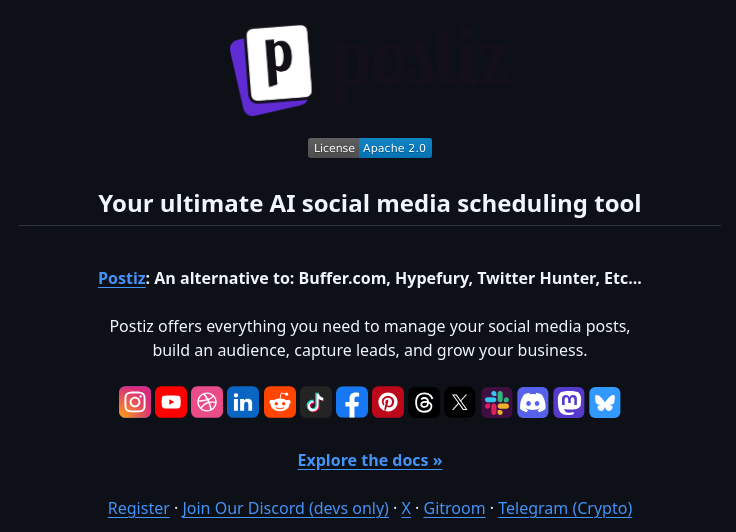 p
postiz
License Apache 2.0
Your ultimate AI social media scheduling tool
Postiz: An alternative to: Buffer.com, Hypefury, Twitter Hunter, Etc...
Postiz offers everything you need to manage your social media posts,
build an audience, capture leads, and grow your business.
Explore the docs »
Register · Join Our Discord (devs only) · X · Gitroom · Telegram (Crypto)